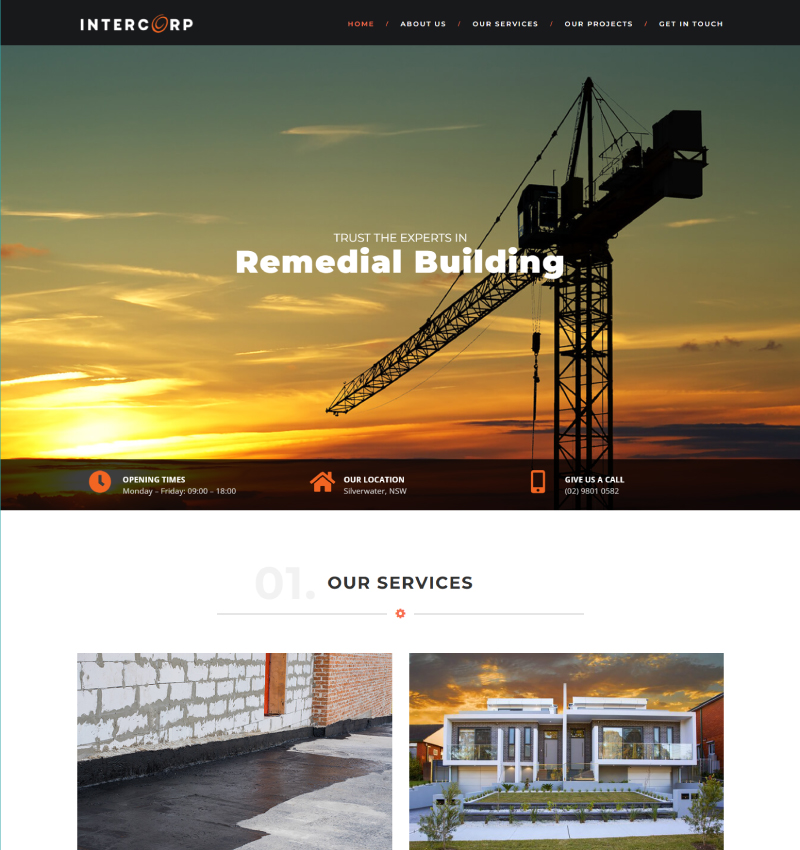 INTERCORP
HOME / ABOUT US / OUR SERVICES / OUR PROJECTS / GET IN TOUCH
TRUST THE EXPERTS IN
Remedial Building
OPENING TIMES
Monday – Friday: 09:00 – 18:00
OUR LOCATION
Silverwater, NSW
GIVE US A CALL
(02) 9801 0582
01. OUR SERVICES